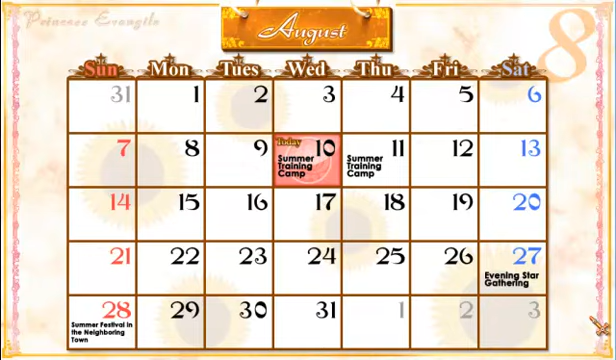 Princess Evangile
August
8
Sun Mon Tues Wed Thu Fri Sat
31 1 2 3 4 5 6
7 8 9 Today 10 11 12 13
Summer Summer
Training Training
Camp Camp
14 15 16 17 18 19 20
21 22 23 24 25 26 27
Evening Star
Gathering
28 29 30 31 1 2 3
Summer Festival in
the Neighboring
Town